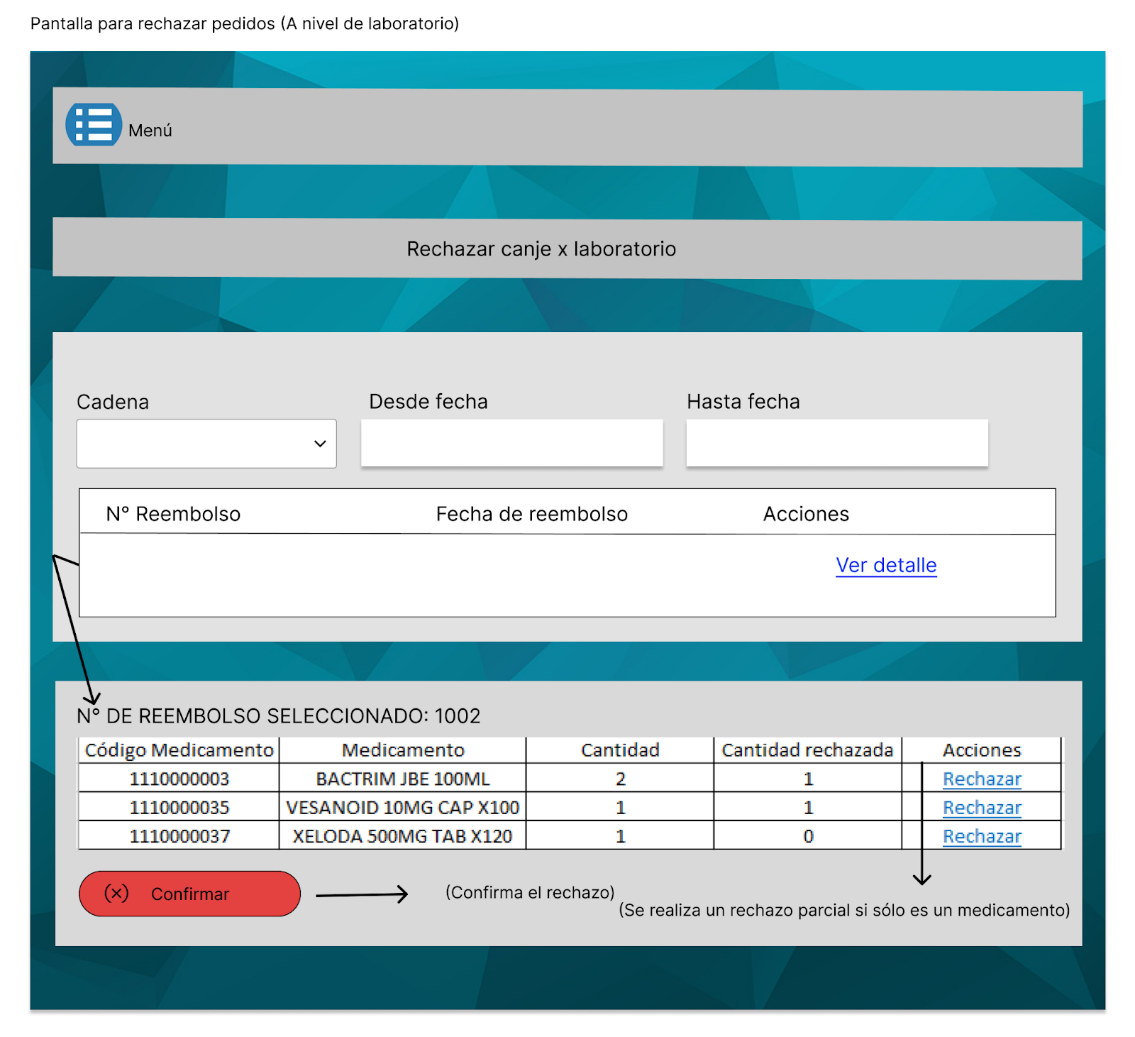 Pantalla para rechazar pedidos (A nivel de laboratorio)
Menú
Rechazar canje x laboratorio
Cadena Desde fecha Hasta fecha
N° Reembolso Fecha de reembolso Acciones
Ver detalle
N° DE REEMBOLSO SELECCIONADO: 1002
Código Medicamento Medicamento Cantidad Cantidad rechazada Acciones
1110000003 BACTRIM JBE 100ML 2 1 Rechazar
1110000035 VESANOID 10MG CAP X100 1 1 Rechazar
1110000037 XELODA 500MG TAB X120 1 0 Rechazar
(×) Confirmar (Confirma el rechazo)
(Se realiza un rechazo parcial si sólo es un medicamento)